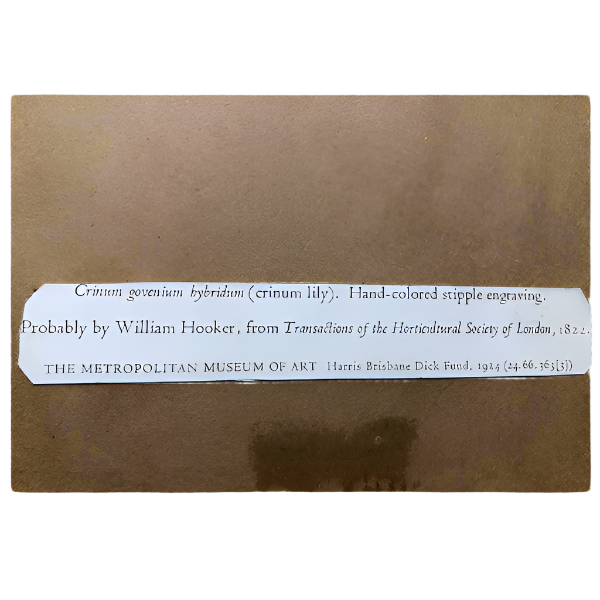 Crinum govenium hybridum (crinum lily). Hand-colored stipple engraving.
Probably by William Hooker, from Transactions of the Horticultural Society of London, 1822.
THE METROPOLITAN MUSEUM OF ART Harris Brisbane Dick Fund, 1924 (24.66.363[3])